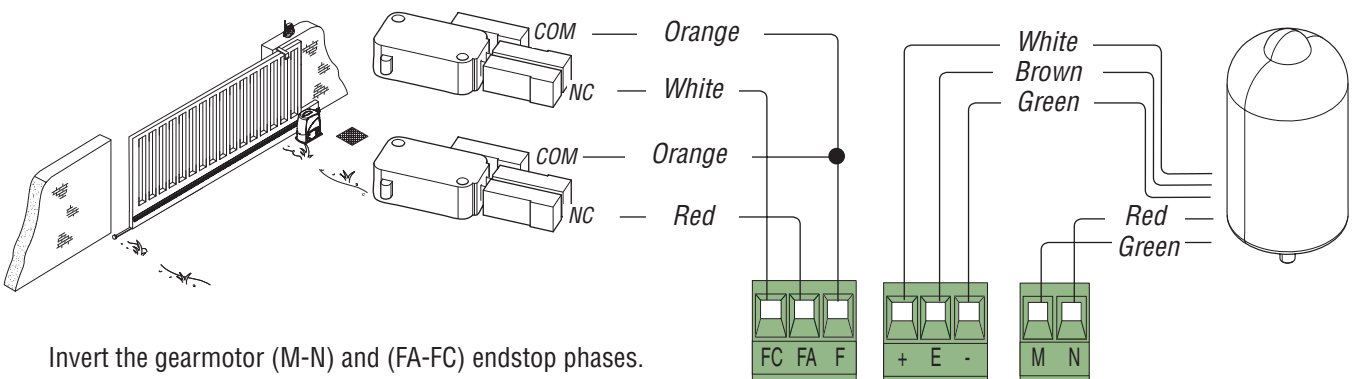 COM Orange
NC White
COM Orange
NC Red
White
Brown
Green
Red
Green
FC FA F
+ E -
M N
Invert the gearmotor (M-N) and (FA-FC) endstop phases.